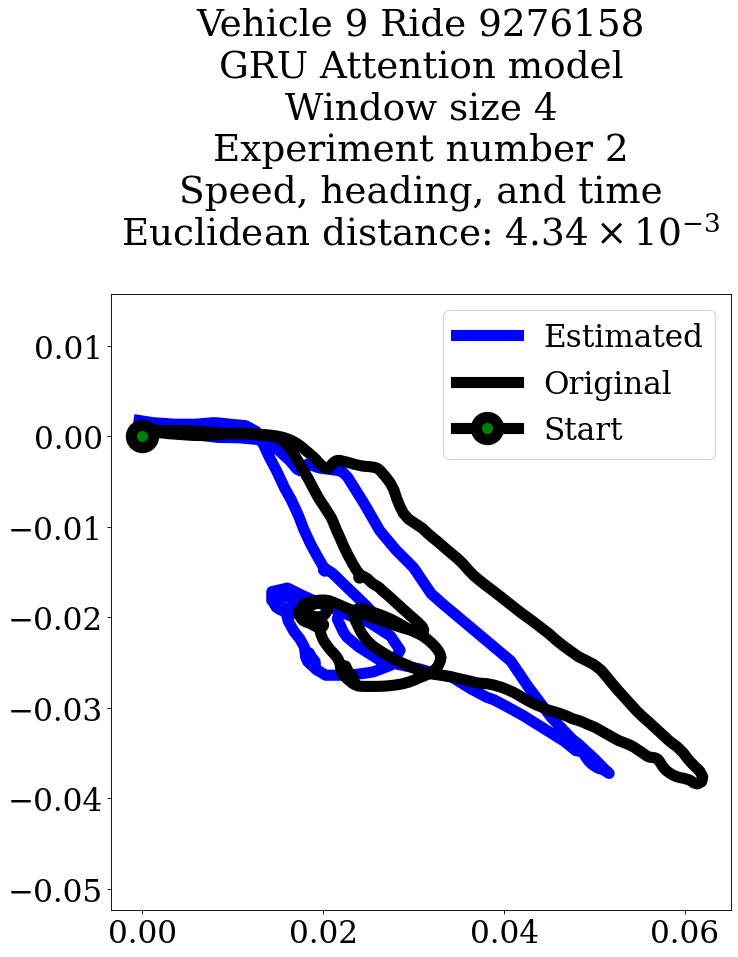 Vehicle 9 Ride 9276158
GRU Attention model
Window size 4
Experiment number 2
Speed, heading, and time
Euclidean distance: 4.34 × 10⁻³
Estimated
Original
Start
0.01
0.00
−0.01
−0.02
−0.03
−0.04
−0.05
0.00 0.02 0.04 0.06